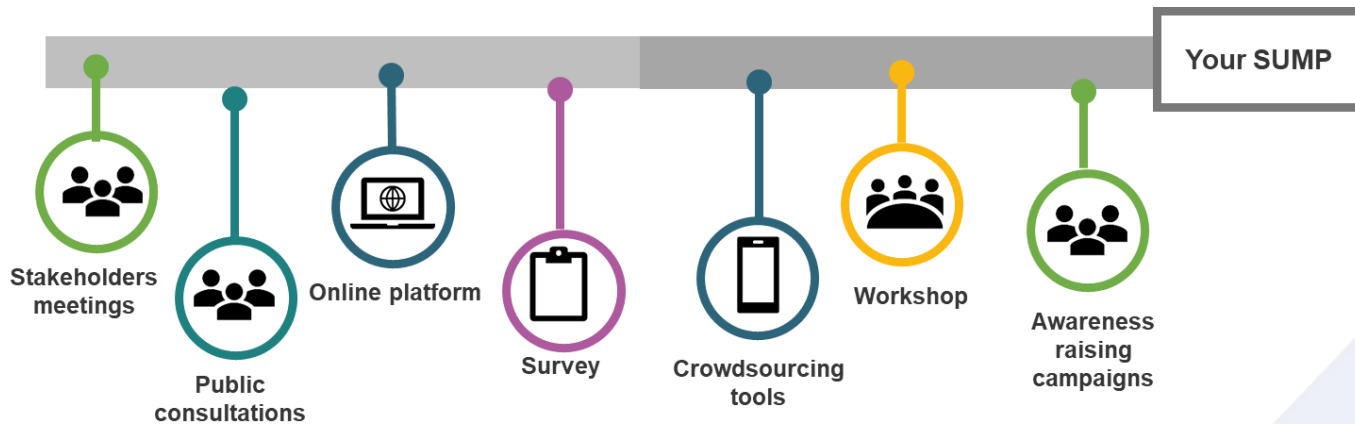 Your SUMP
Stakeholders
meetings
Public
consultations
Online platform
Survey
Crowdsourcing
tools
Workshop
Awareness
raising
campaigns